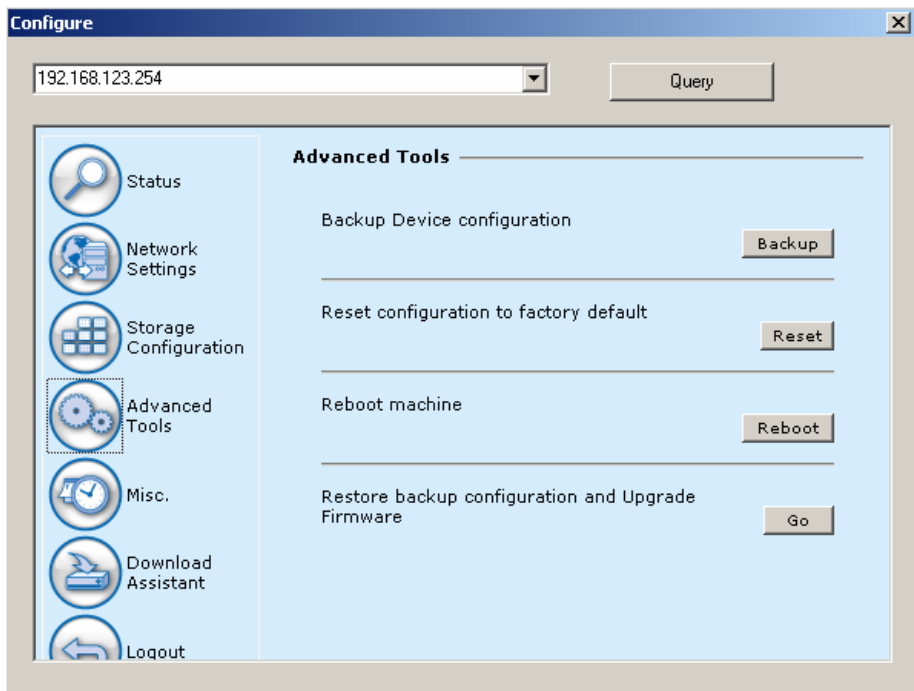 Configure
192.168.123.254
Query
Status
Network
Settings
Storage
Configuration
Advanced
Tools
Misc.
Download
Assistant
Logout
Advanced Tools
Backup Device configuration
Backup
Reset configuration to factory default
Reset
Reboot machine
Reboot
Restore backup configuration and Upgrade
Firmware
Go